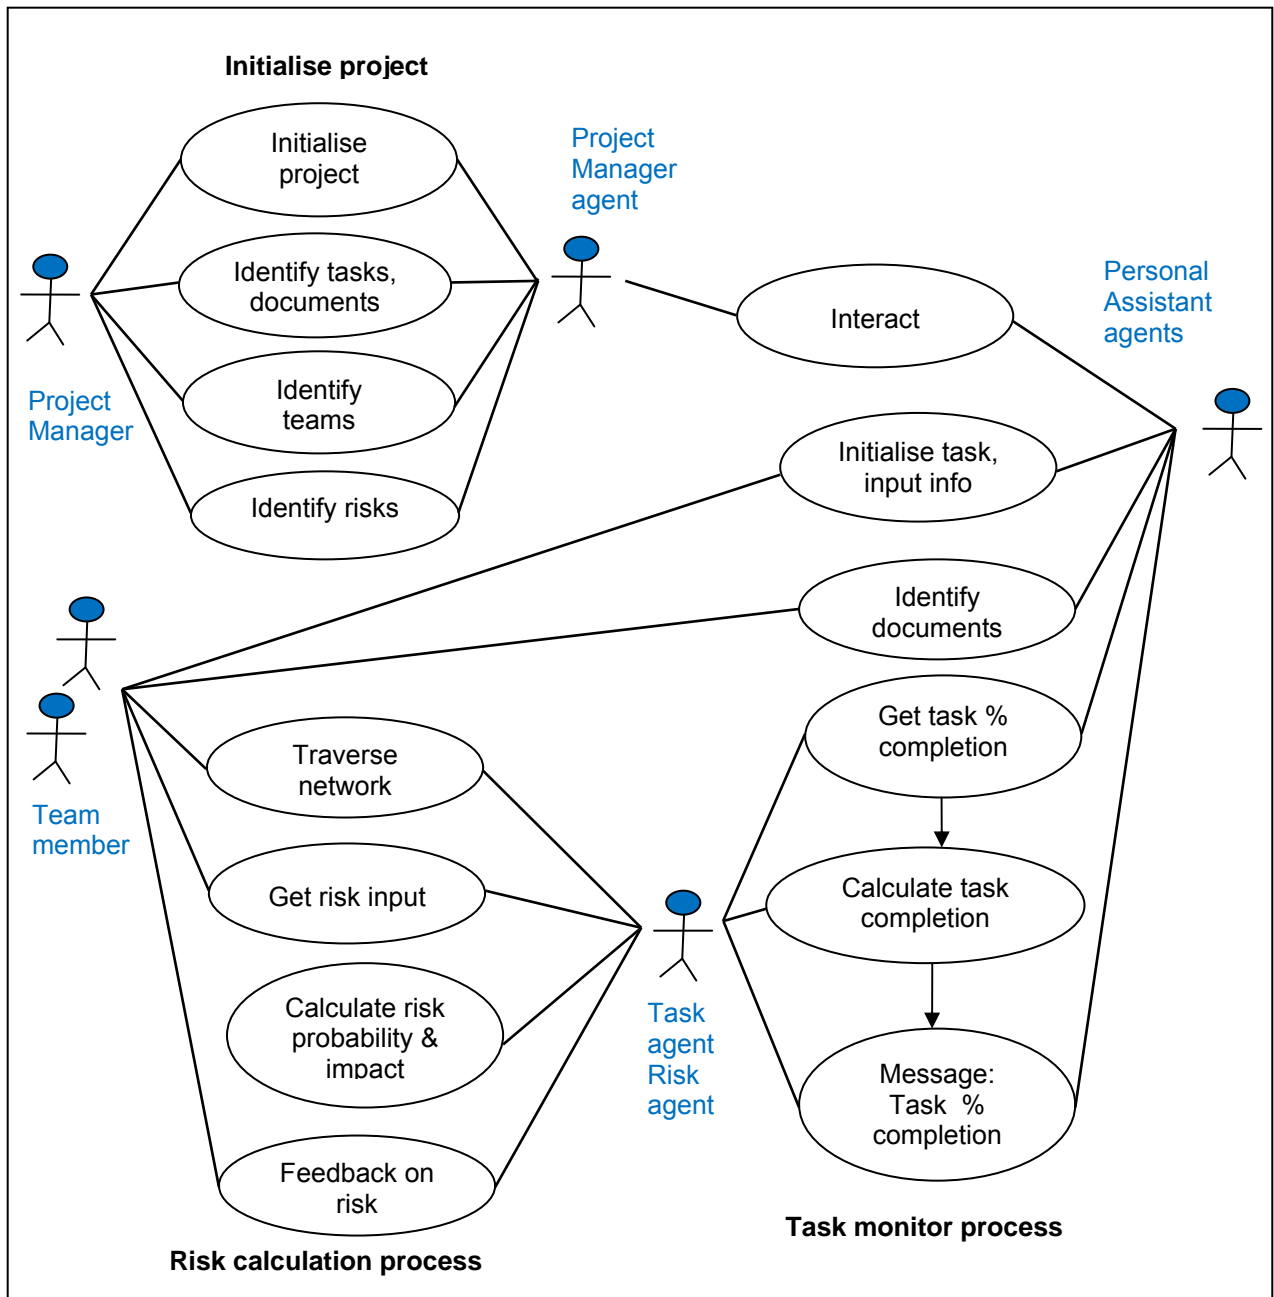 Initialise project
Initialise
project
Project
Manager
agent
Identify tasks,
documents
Personal
Assistant
agents
Interact
Project
Manager
Identify
teams
Initialise task,
input info
Identify risks
Identify
documents
Get task %
completion
Traverse
network
Team
member
Get risk input
Calculate task
completion
Calculate risk
probability &
impact
Task
agent
Risk
agent
Message:
Task %
completion
Feedback on
risk
Task monitor process
Risk calculation process